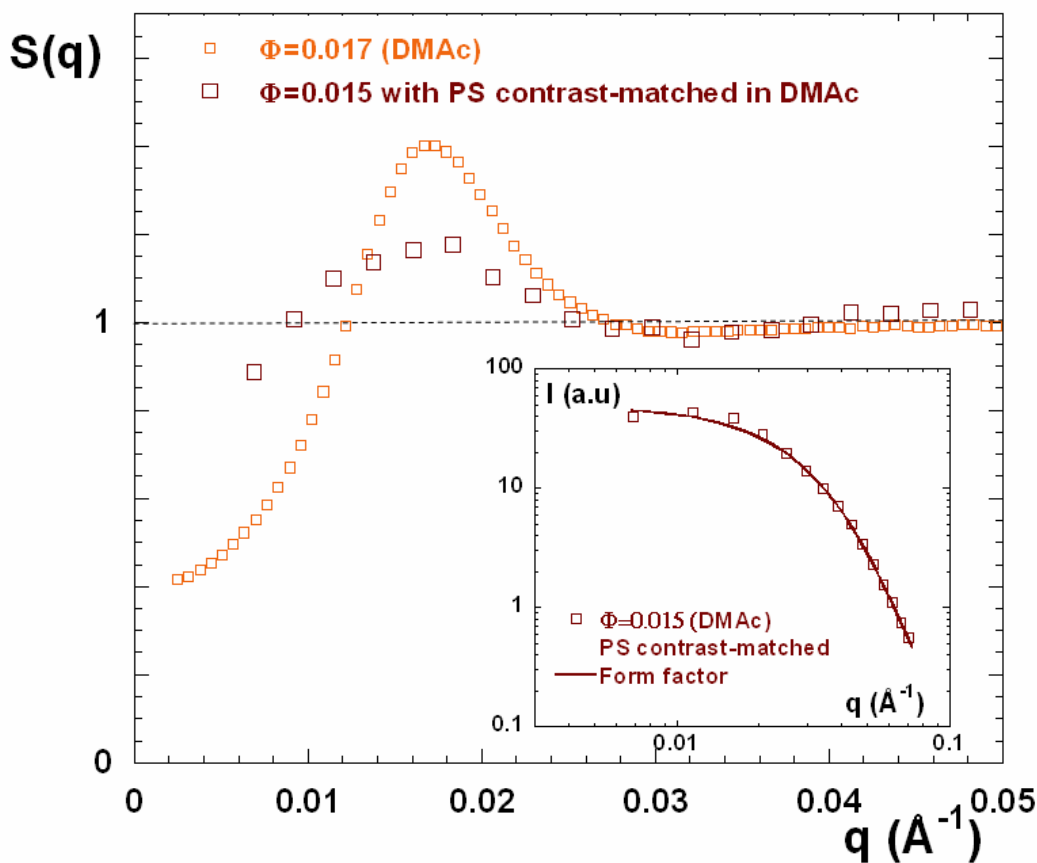 S(q)
Φ=0.017 (DMAc)
Φ=0.015 with PS contrast-matched in DMAc
1
0
0
0.01
0.02
0.03
0.04
0.05
q (Å⁻¹)
I (a.u)
100
10
1
0.1
Φ=0.015 (DMAc)
PS contrast-matched
Form factor
q (Å⁻¹)
0.01
0.1